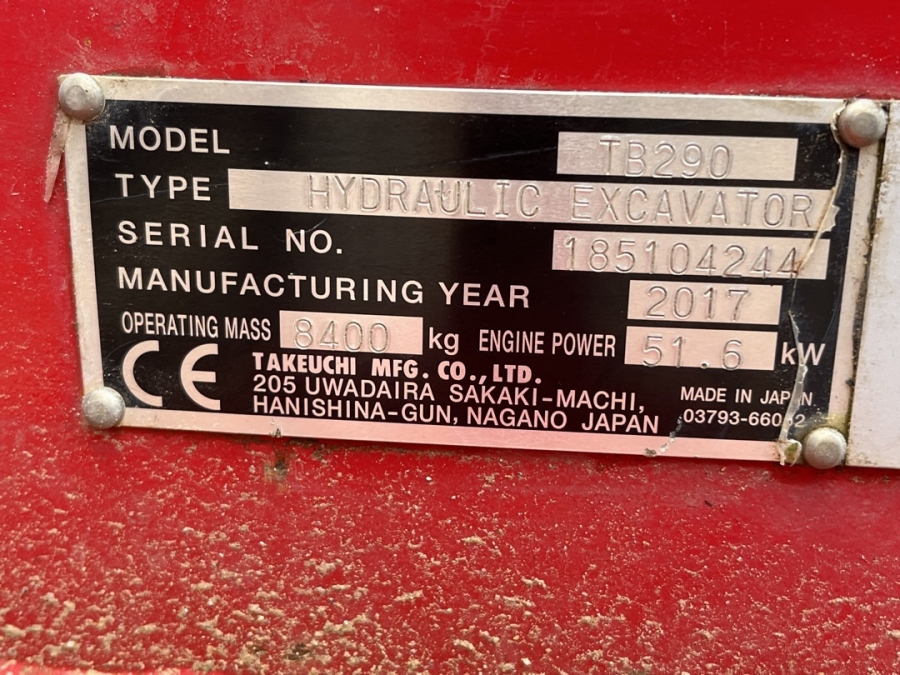 MODEL TB290
TYPE HYDRAULIC EXCAVATOR
SERIAL NO. 185104244
MANUFACTURING YEAR 2017
OPERATING MASS 8400 kg ENGINE POWER 51.6 kW
CE
TAKEUCHI MFG. CO., LTD.
205 UWADAIRA SAKAKI-MACHI,
HANISHINA-GUN, NAGANO JAPAN
MADE IN JAPAN